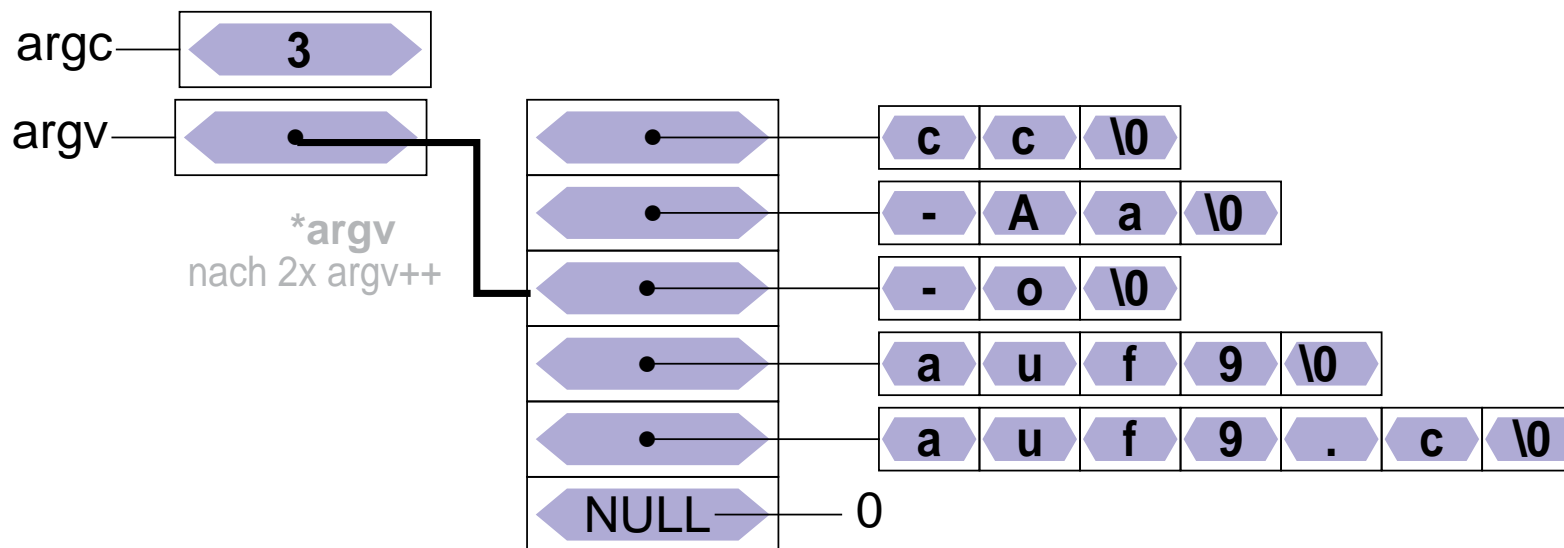 argc 3
argv c c \0
- A a \0
*argv
nach 2x argv++
- o \0
a u f 9 \0
a u f 9 . c \0
NULL 0